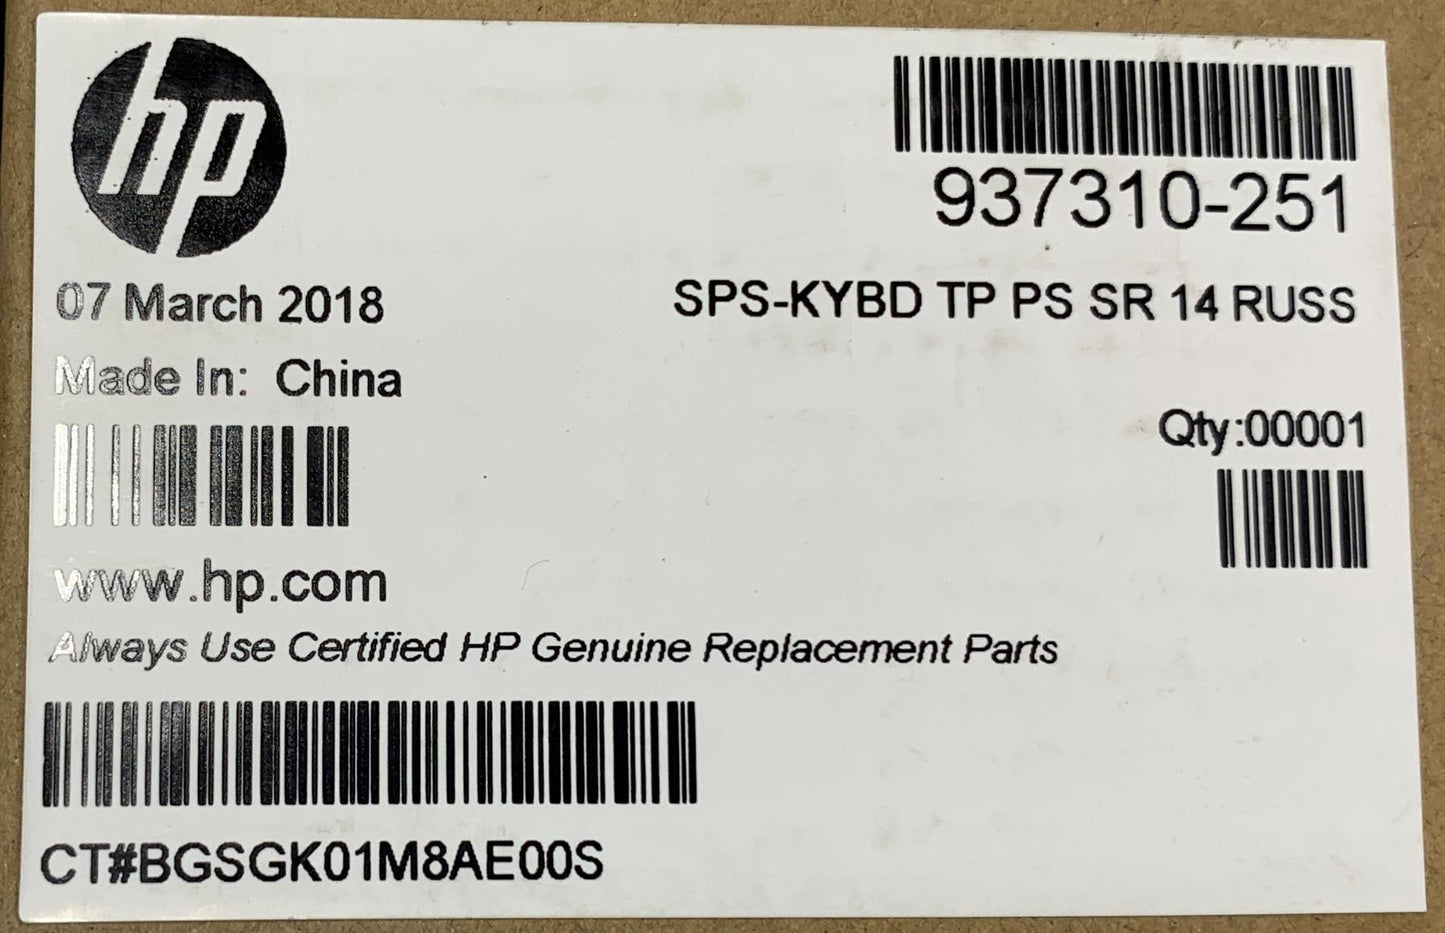 hp
937310-251
07 March 2018
SPS-KYBD TP PS SR 14 RUSS
Made In: China
Qty:00001
www.hp.com
Always Use Certified HP Genuine Replacement Parts
CT#BGSGK01M8AE00S